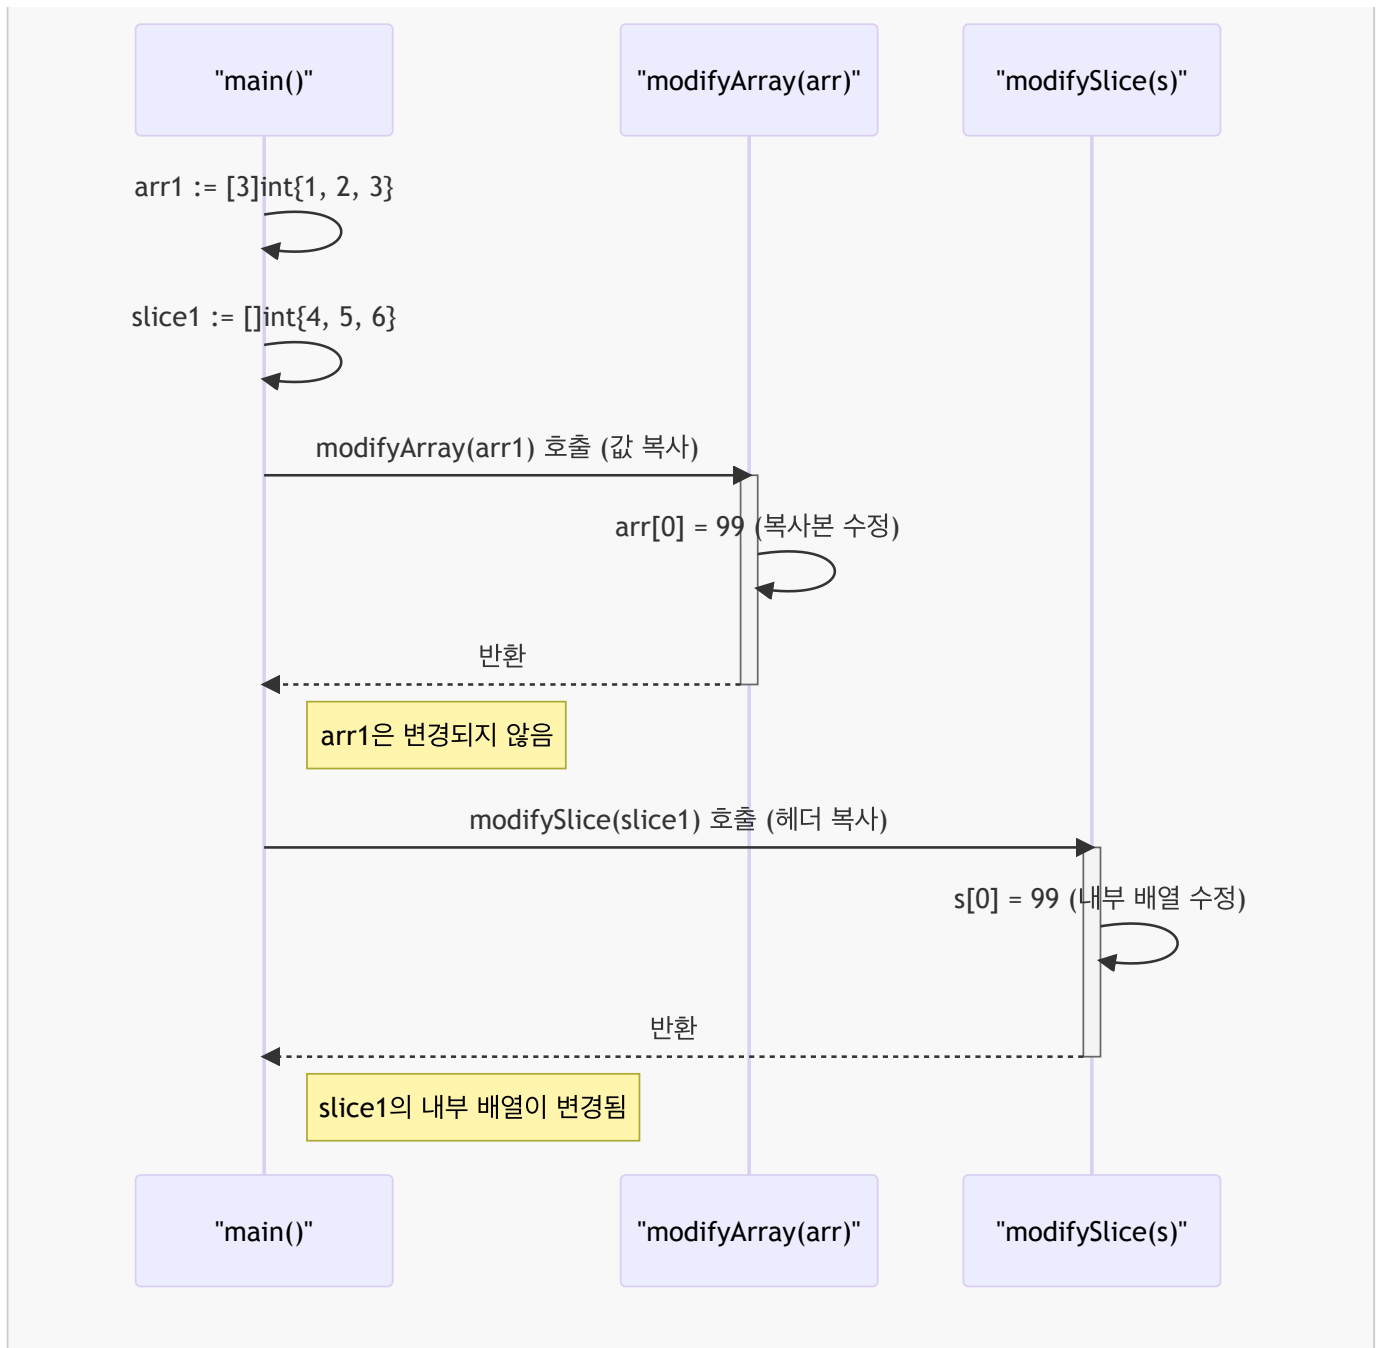 "main()"
"modifyArray(arr)"
"modifySlice(s)"
arr1 := [3]int{1, 2, 3}
slice1 := []int{4, 5, 6}
modifyArray(arr1) 호출 (값 복사)
arr[0] = 99 (복사본 수정)
반환
arr1은 변경되지 않음
modifySlice(slice1) 호출 (헤더 복사)
s[0] = 99 (내부 배열 수정)
반환
slice1의 내부 배열이 변경됨
"main()"
"modifyArray(arr)"
"modifySlice(s)"